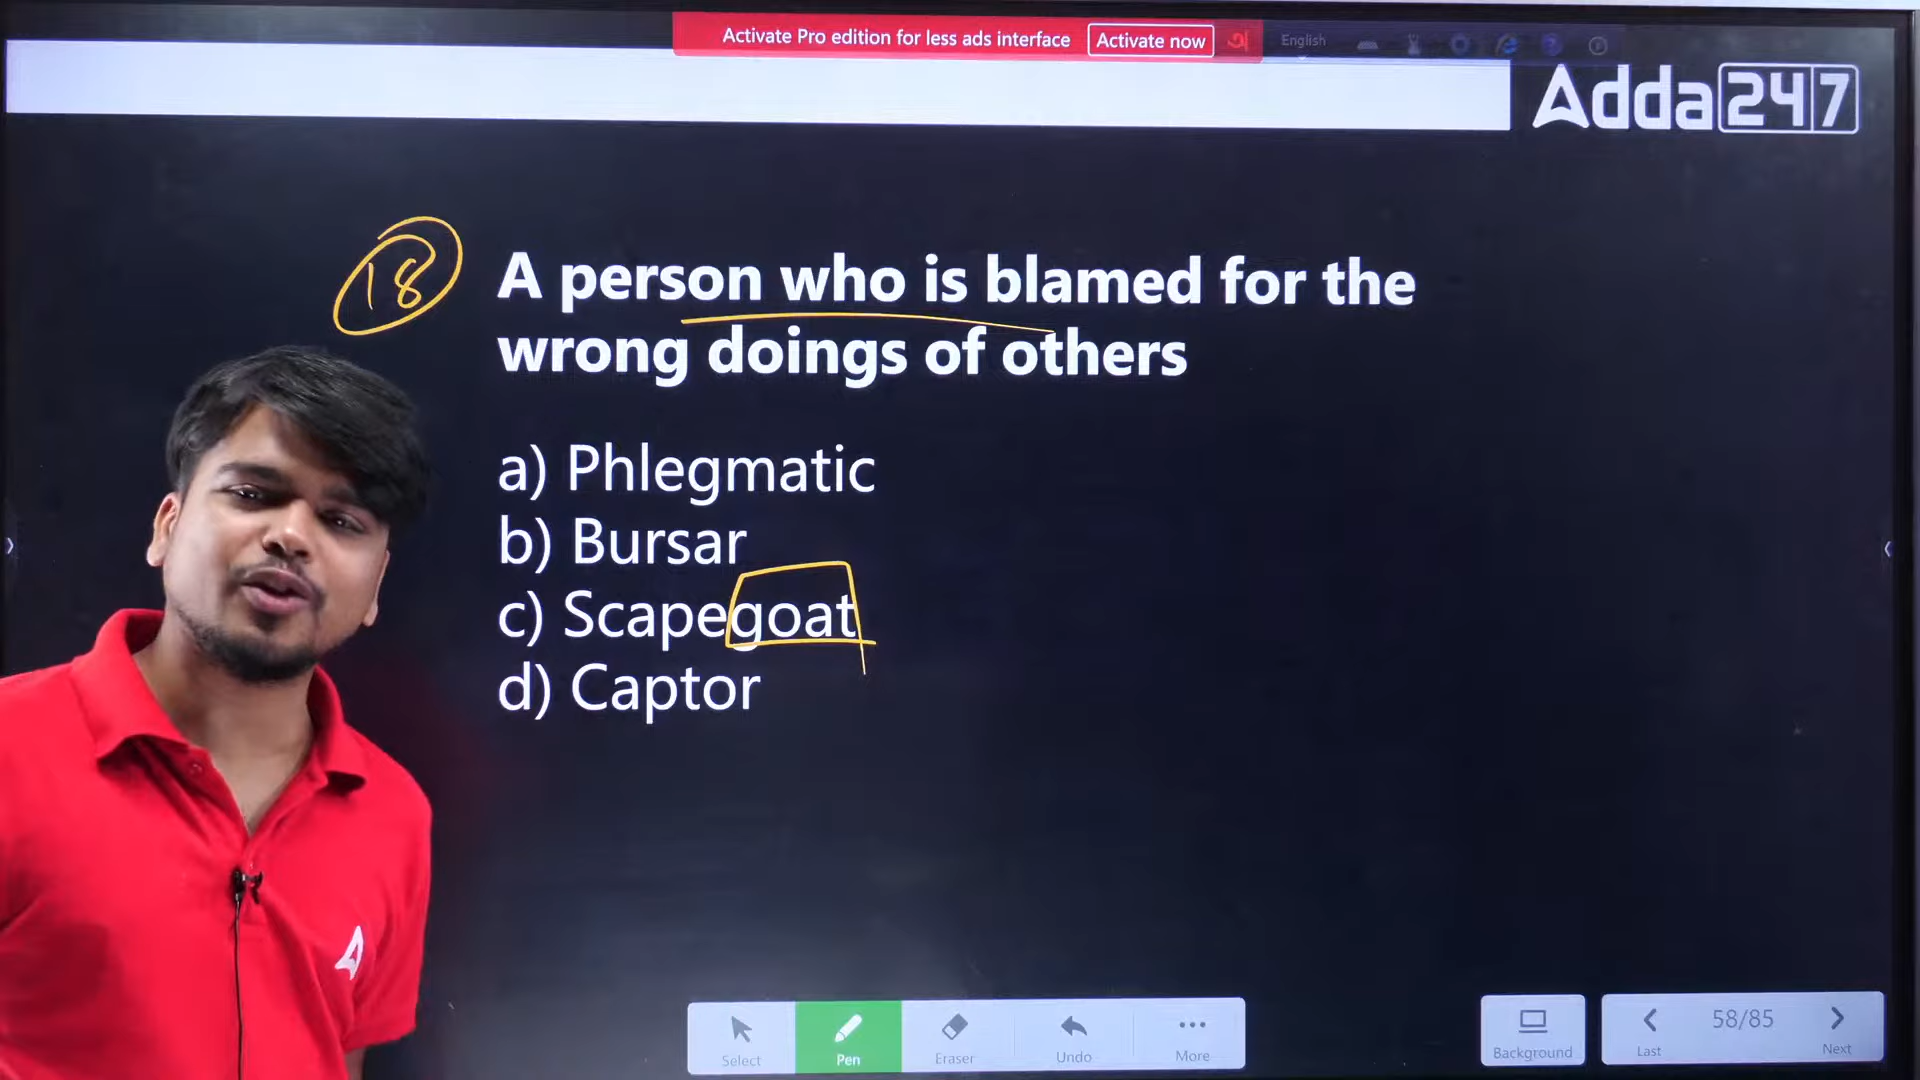 Activate Pro edition for less ads interface Activate now अ English
Adda247
18 A person who is blamed for the
wrong doings of others
a) Phlegmatic
b) Bursar
c) Scapegoat
d) Captor
Select Pen Eraser Undo More
Background
Last 58/85 Next